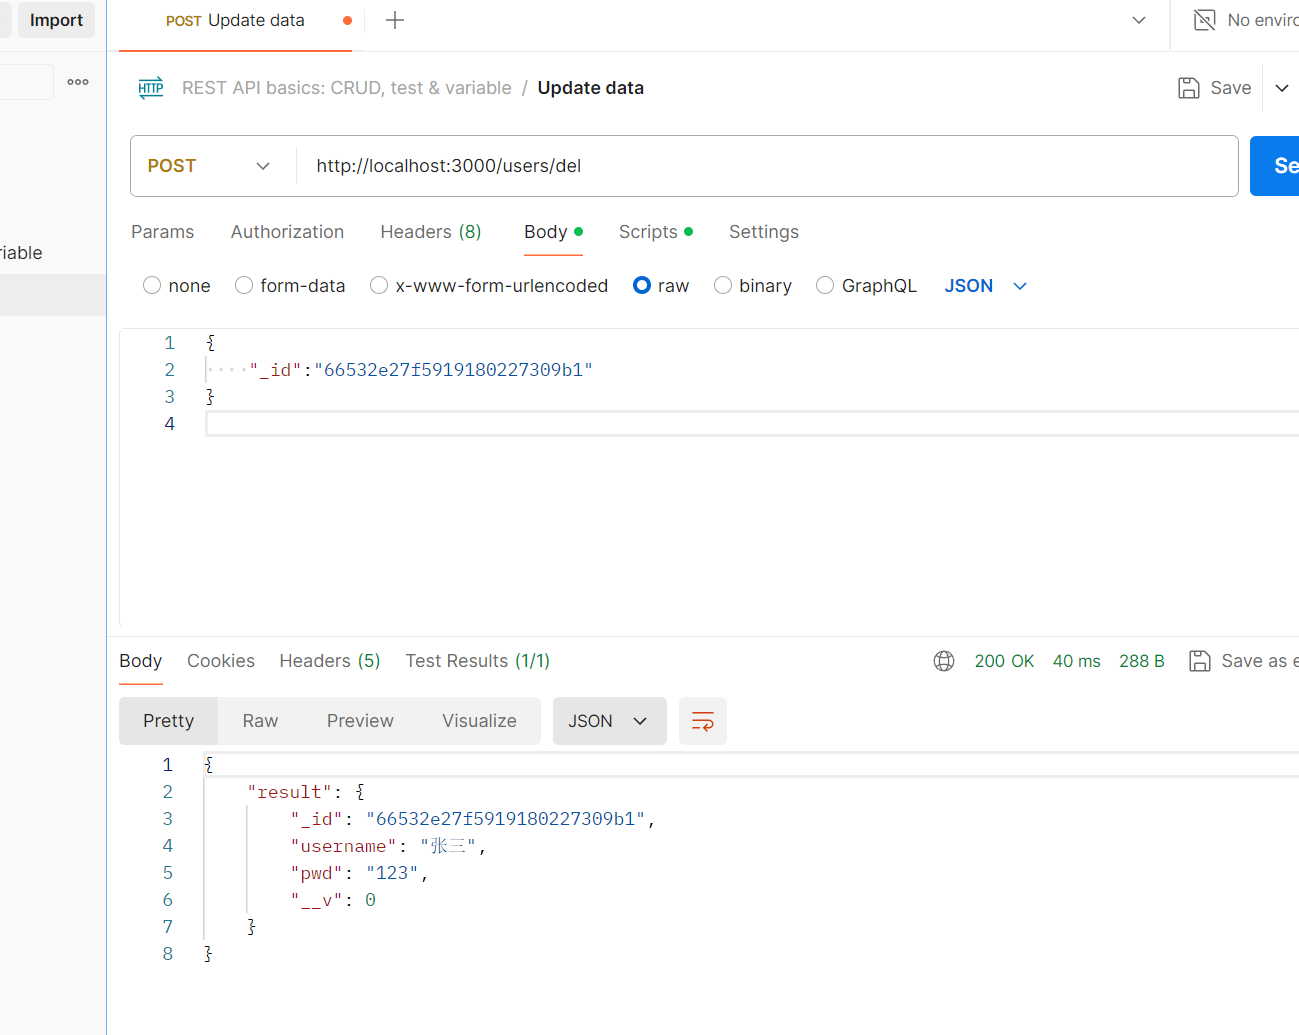 Import
POST Update data
No enviro
REST API basics: CRUD, test & variable / Update data
Save
POST
http://localhost:3000/users/del
Se
Params Authorization Headers (8) Body Scripts Settings
riable
none form-data x-www-form-urlencoded raw binary GraphQL JSON
1 {
2 "_id":"66532e27f5919180227309b1"
3 }
4
Body Cookies Headers (5) Test Results (1/1)
200 OK 40 ms 288 B Save as e
Pretty Raw Preview Visualize JSON
1 {
2 "result": {
3 "_id": "66532e27f5919180227309b1",
4 "username": "张三",
5 "pwd": "123",
6 "__v": 0
7 }
8 }